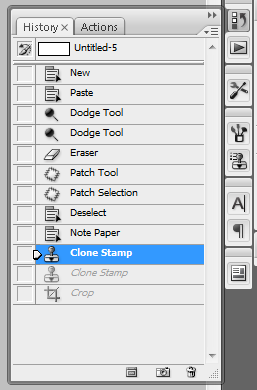 History × Actions
Untitled-5
New
Paste
Dodge Tool
Dodge Tool
Eraser
Patch Tool
Patch Selection
Deselect
Note Paper
Clone Stamp
Clone Stamp
Crop
A
¶